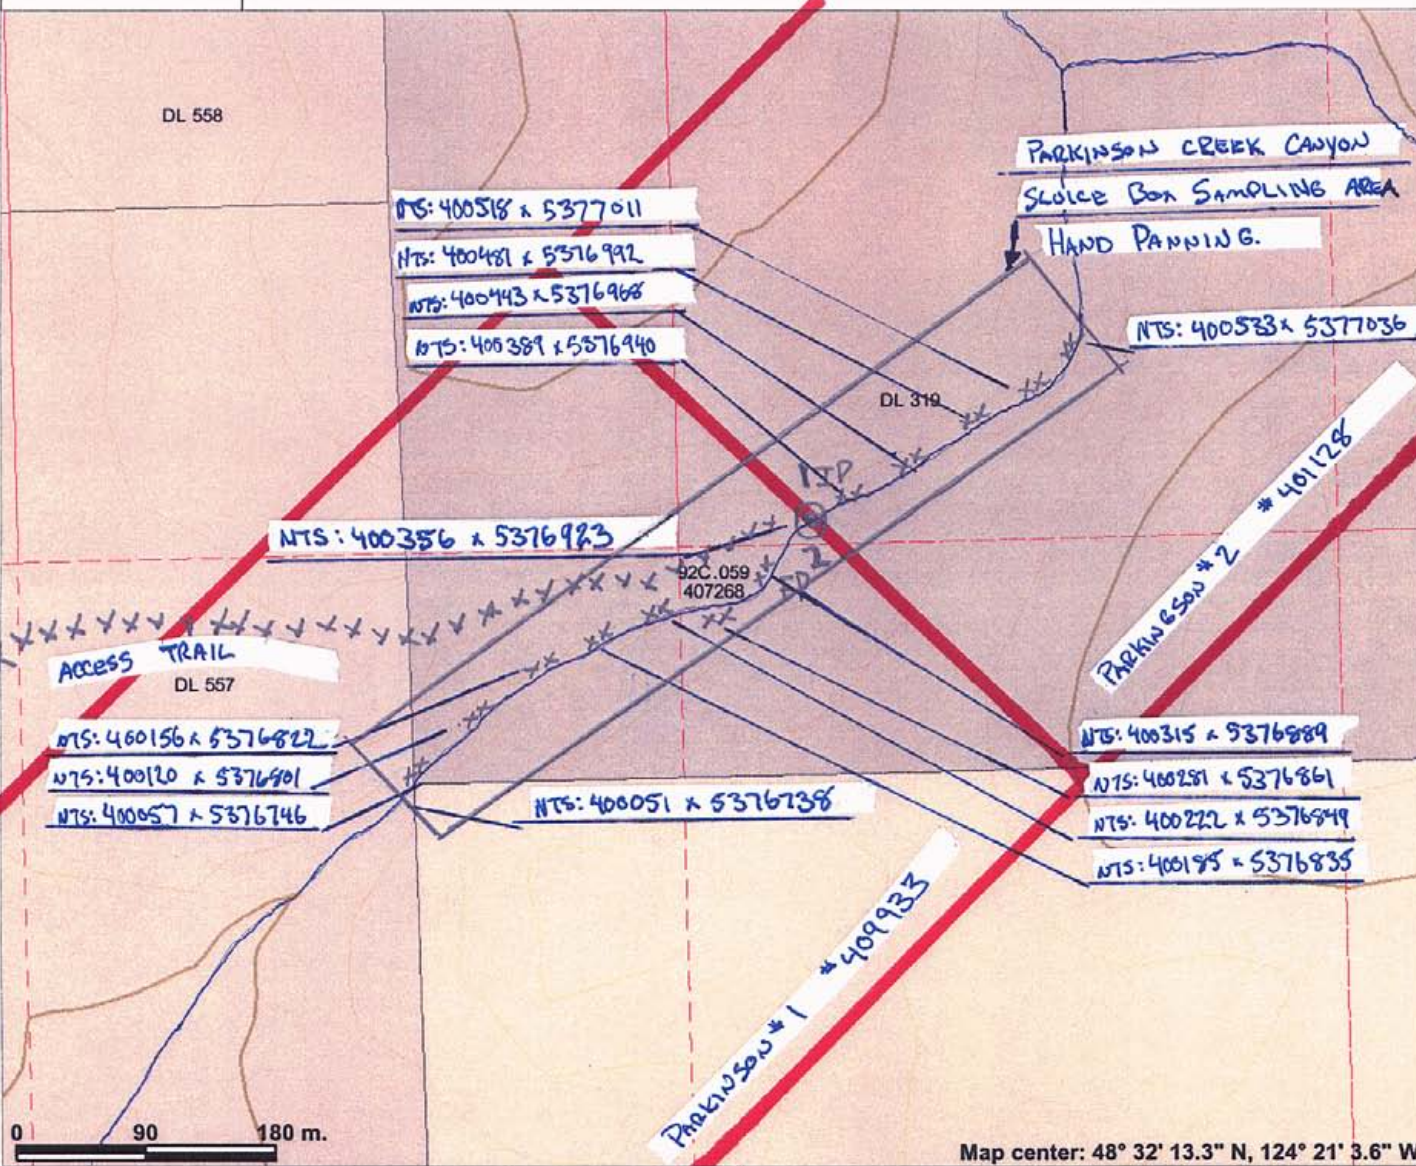 DL 558
PARKINSON CREEK CANYON
SLUICE BOX SAMPLING AREA
HAND PANNING.
NTS: 400518 x 5377011
NTS: 400481 x 5376992
NTS: 400443 x 5376968
NTS: 400389 x 5376940
NTS: 400533 x 5377036
DL 319
PARKINGSON #2 # 401128
NTS: 400356 x 5376923
92C.059
407268
2
ACCESS TRAIL
DL 557
NTS: 400156 x 5376822
NTS: 400120 x 5376801
NTS: 400057 x 5376746
NTS: 400051 x 5376738
NTS: 400315 x 5376889
NTS: 400281 x 5376861
NTS: 400222 x 5376849
NTS: 400185 x 5376835
PARKINSON #1 # 409933
0 90 180 m.
Map center: 48° 32' 13.3" N, 124° 21' 3.6" W